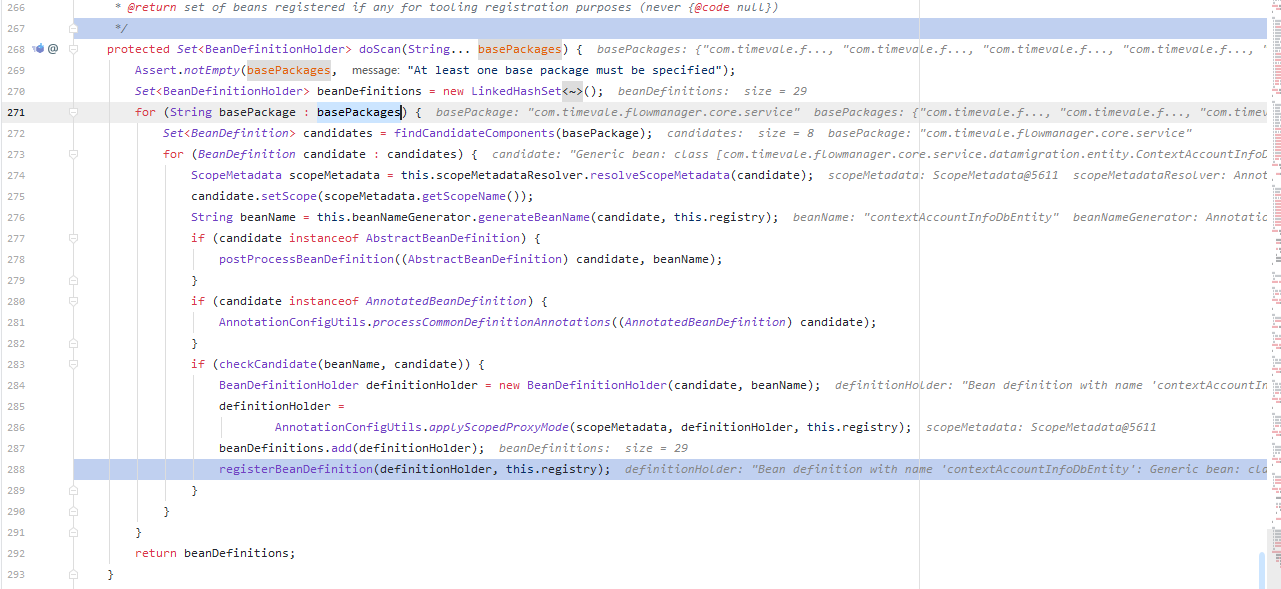 266 * @return set of beans registered if any for tooling registration purposes (never {@code null})
267 */
268 @ protected Set<BeanDefinitionHolder> doScan(String... basePackages) { basePackages: {"com.timevale.f..., "com.timevale.f..., "com.timevale.f..., "com.timevale.f..., "
269 Assert.notEmpty(basePackages, message: "At least one base package must be specified");
270 Set<BeanDefinitionHolder> beanDefinitions = new LinkedHashSet<~>(); beanDefinitions: size = 29
271 for (String basePackage : basePackages) { basePackage: "com.timevale.flowmanager.core.service" basePackages: {"com.timevale.f..., "com.timevale.f..., "com.timev
272 Set<BeanDefinition> candidates = findCandidateComponents(basePackage); candidates: size = 8 basePackage: "com.timevale.flowmanager.core.service"
273 for (BeanDefinition candidate : candidates) { candidate: "Generic bean: class [com.timevale.flowmanager.core.service.datamigration.entity.ContextAccountInfoD
274 ScopeMetadata scopeMetadata = this.scopeMetadataResolver.resolveScopeMetadata(candidate); scopeMetadata: ScopeMetadata@5611 scopeMetadataResolver: Annot
275 candidate.setScope(scopeMetadata.getScopeName());
276 String beanName = this.beanNameGenerator.generateBeanName(candidate, this.registry); beanName: "contextAccountInfoDbEntity" beanNameGenerator: Annotatio
277 if (candidate instanceof AbstractBeanDefinition) {
278 postProcessBeanDefinition((AbstractBeanDefinition) candidate, beanName);
279 }
280 if (candidate instanceof AnnotatedBeanDefinition) {
281 AnnotationConfigUtils.processCommonDefinitionAnnotations((AnnotatedBeanDefinition) candidate);
282 }
283 if (checkCandidate(beanName, candidate)) {
284 BeanDefinitionHolder definitionHolder = new BeanDefinitionHolder(candidate, beanName); definitionHolder: "Bean definition with name 'contextAccountIn
285 definitionHolder =
286 AnnotationConfigUtils.applyScopedProxyMode(scopeMetadata, definitionHolder, this.registry); scopeMetadata: ScopeMetadata@5611
287 beanDefinitions.add(definitionHolder); beanDefinitions: size = 29
288 registerBeanDefinition(definitionHolder, this.registry); definitionHolder: "Bean definition with name 'contextAccountInfoDbEntity': Generic bean: cla
289 }
290 }
291 }
292 return beanDefinitions;
293 }